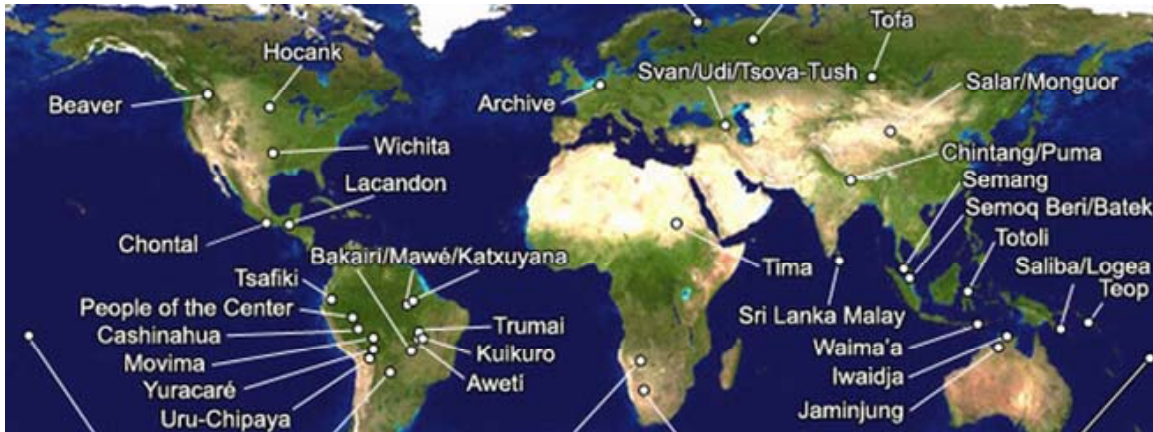 Tofa
Hocank
Svan/Udi/Tsova-Tush
Salar/Monguor
Beaver
Archive
Wichita
Chintang/Puma
Lacandon
Semang
Semoq Beri/Batek
Chontal
Totoli
Bakairí/Mawé/Katxuyana
Tima
Saliba/Logea
Tsafiki
Teop
People of the Center
Sri Lanka Malay
Trumai
Cashinahua
Waima'a
Kuikuro
Movima
Iwaidja
Aweti
Yuracaré
Jaminjung
Uru-Chipaya